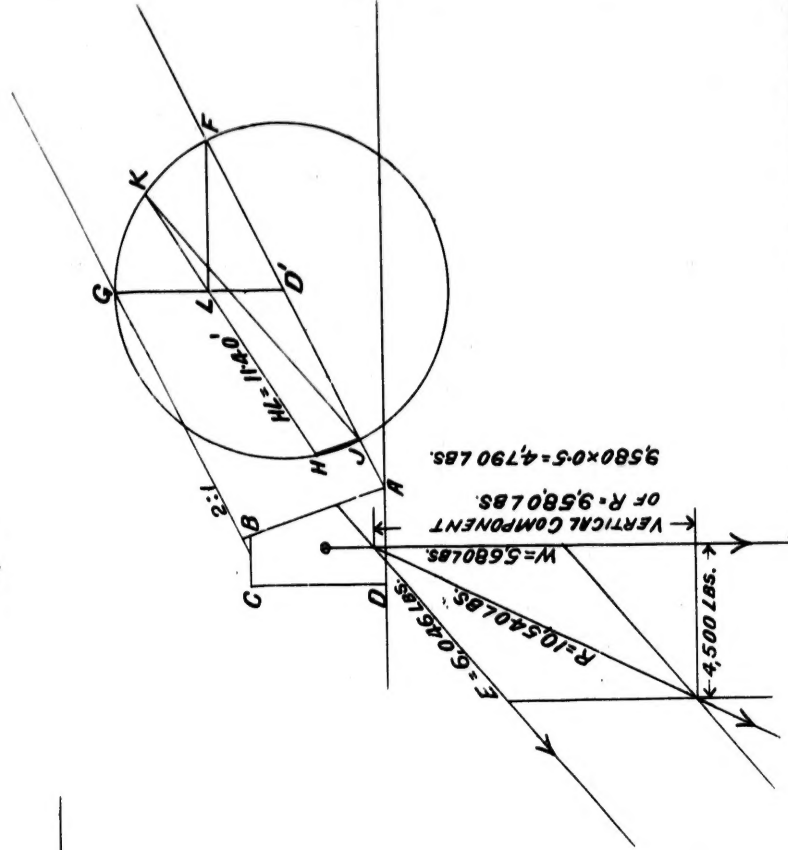 G
K
F
L
D'
HL=11·40'
H
J
2:1
B
C
A
D
9,580×0·5=4,790 LBS.
VERTICAL COMPONENT
OF R=9,580 LBS.
W=5,680 LBS.
E=6,046 LBS.
R=10,540 LBS.
4,500 LBS.